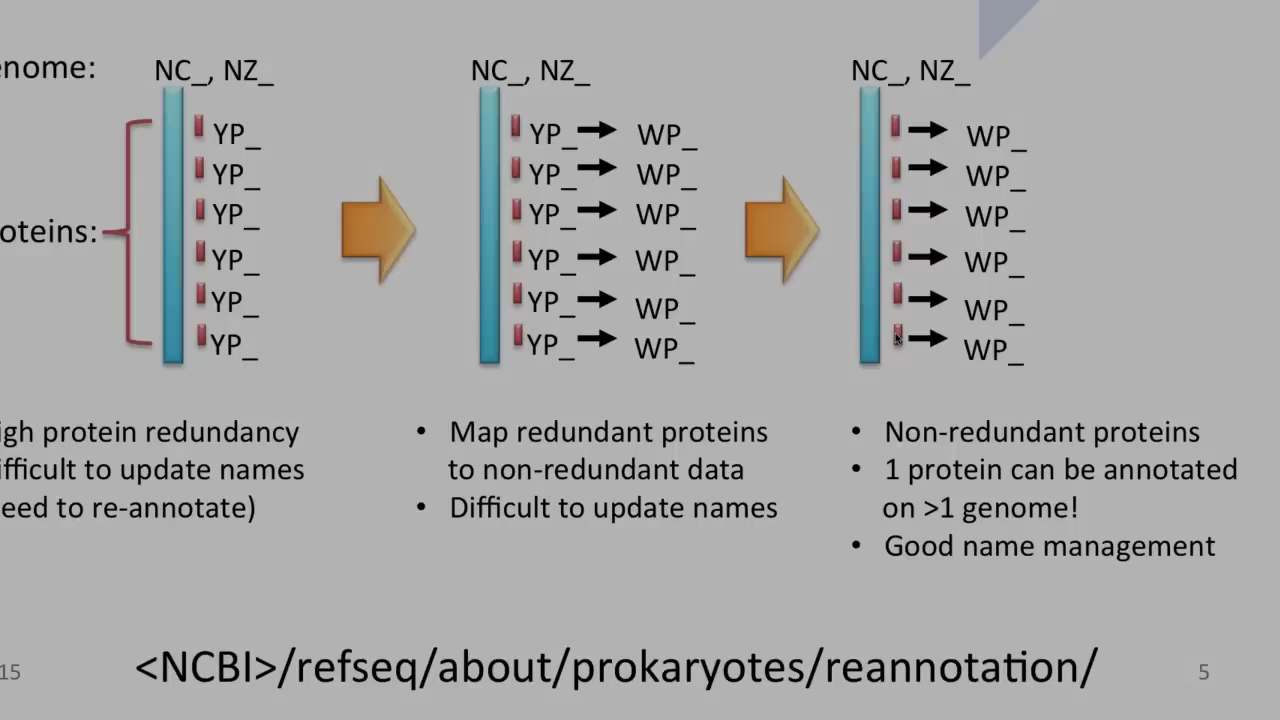 enome:
NC_, NZ_
NC_, NZ_
NC_, NZ_
oteins:
YP_
YP_
YP_
YP_
YP_
YP_
YP_ WP_
YP_ WP_
YP_ WP_
YP_ WP_
YP_ WP_
YP_ WP_
WP_
WP_
WP_
WP_
WP_
WP_
igh protein redundancy
ifficult to update names
eed to re-annotate)
• Map redundant proteins
to non-redundant data
• Difficult to update names
• Non-redundant proteins
• 1 protein can be annotated
on >1 genome!
• Good name management
15
<NCBI>/refseq/about/prokaryotes/reannotation/
5